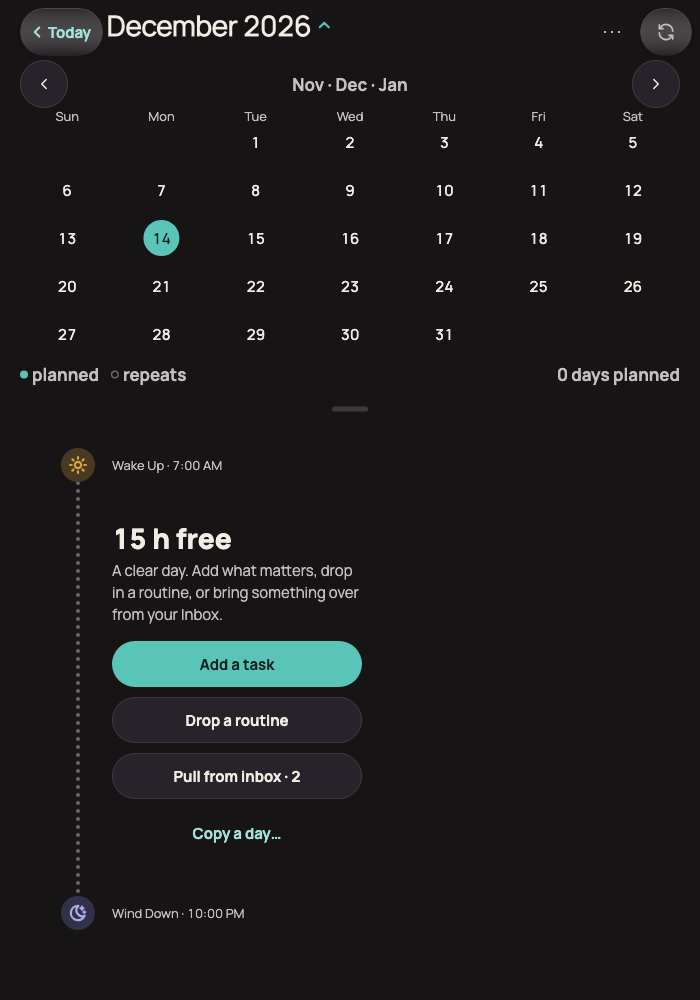 Today December 2026 ...
Nov · Dec · Jan
Sun Mon Tue Wed Thu Fri Sat
1 2 3 4 5
6 7 8 9 10 11 12
13 14 15 16 17 18 19
20 21 22 23 24 25 26
27 28 29 30 31
planned repeats 0 days planned
Wake Up · 7:00 AM
15 h free
A clear day. Add what matters, drop
in a routine, or bring something over
from your Inbox.
Add a task
Drop a routine
Pull from inbox · 2
Copy a day…
Wind Down · 10:00 PM